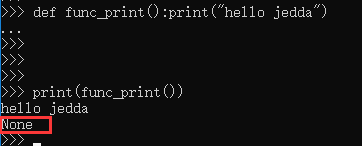 >>> def func_print():print("hello jedda")
...
>>>
>>>
>>>
>>> print(func_print())
hello jedda
None
>>>